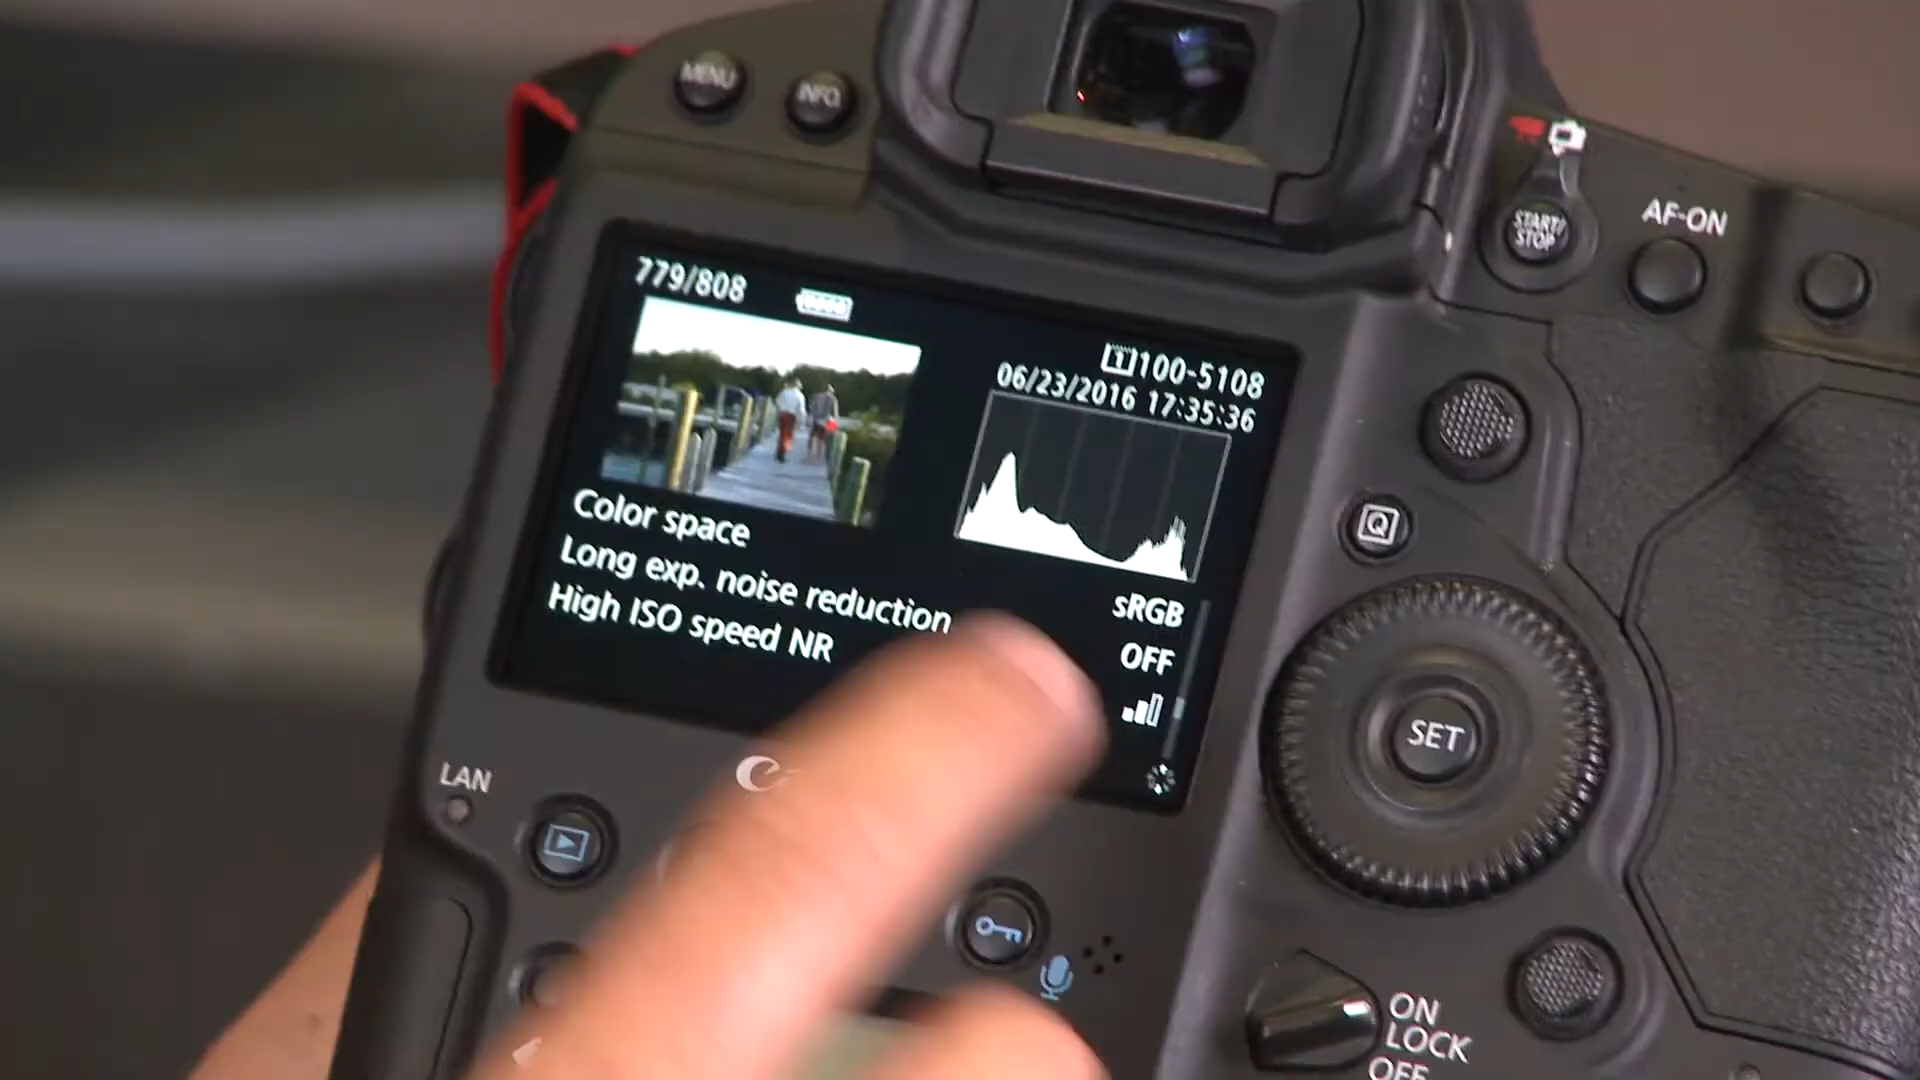 MENU
INFO.
START/
STOP
AF-ON
779/808
1 100-5108
06/23/2016 17:35:36
Color space sRGB
Long exp. noise reduction OFF
High ISO speed NR
Q
SET
LAN
ON
LOCK
OFF